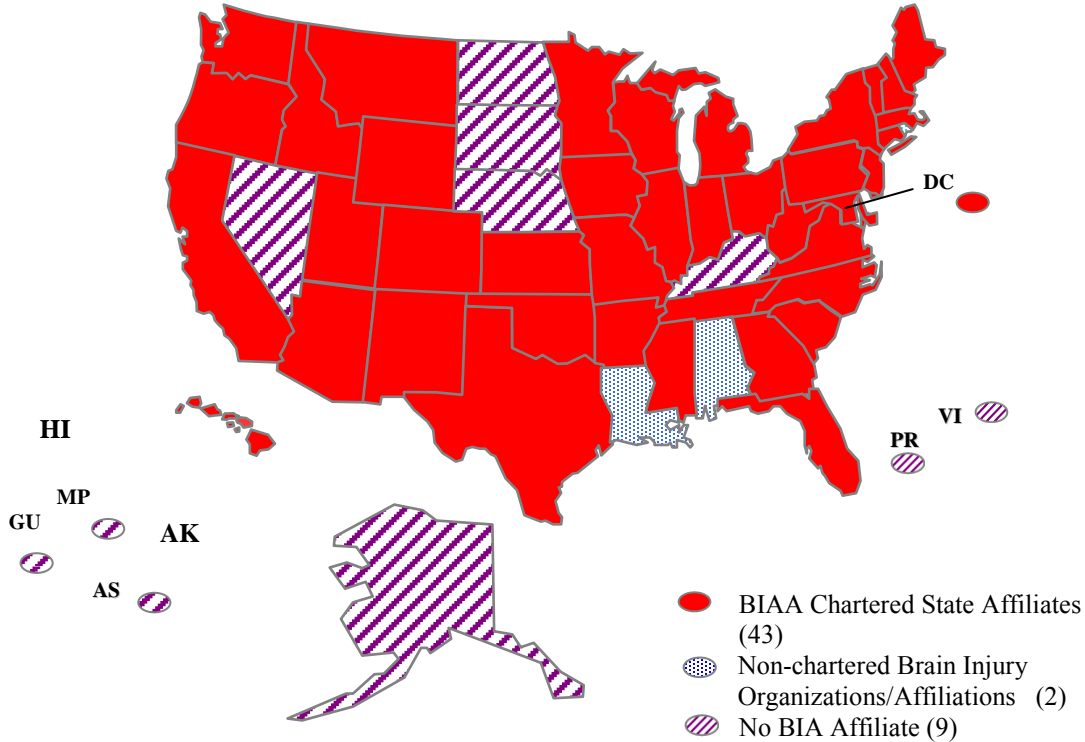 DC
HI
VI
PR
MP
GU
AK
AS
BIAA Chartered State Affiliates
(43)
Non-chartered Brain Injury
Organizations/Affiliations (2)
No BIA Affiliate (9)